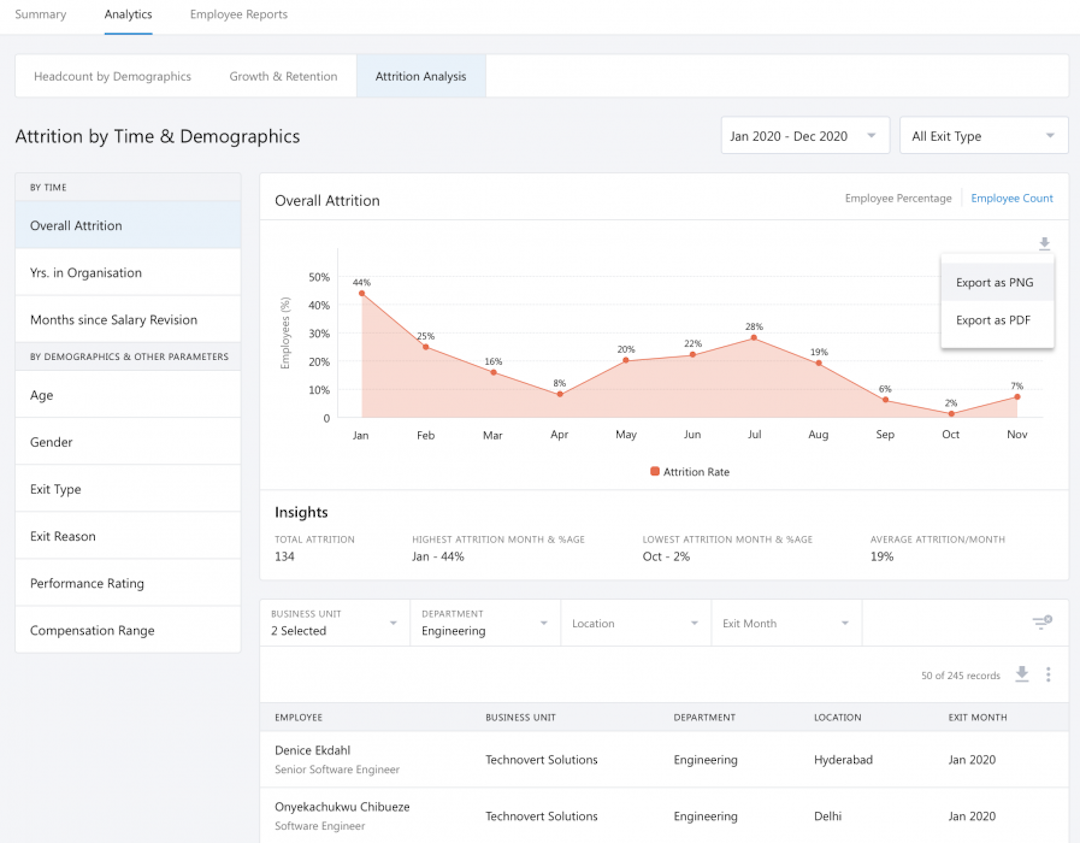 Summary Analytics Employee Reports
Headcount by Demographics Growth & Retention Attrition Analysis
Attrition by Time & Demographics Jan 2020 - Dec 2020 All Exit Type
BY TIME
Overall Attrition
Yrs. in Organisation
Months since Salary Revision
BY DEMOGRAPHICS & OTHER PARAMETERS
Age
Gender
Exit Type
Exit Reason
Performance Rating
Compensation Range
Overall Attrition Employee Percentage Employee Count
Export as PNG
Export as PDF
Employees (%)
50%
40%
30%
20%
10%
0
44% 25% 16% 8% 20% 22% 28% 19% 6% 2% 7%
Jan Feb Mar Apr May Jun Jul Aug Sep Oct Nov
Attrition Rate
Insights
TOTAL ATTRITION HIGHEST ATTRITION MONTH & %AGE LOWEST ATTRITION MONTH & %AGE AVERAGE ATTRITION/MONTH
134 Jan - 44% Oct - 2% 19%
BUSINESS UNIT DEPARTMENT
2 Selected Engineering Location Exit Month
50 of 245 records
EMPLOYEE BUSINESS UNIT DEPARTMENT LOCATION EXIT MONTH
Denice Ekdahl
Senior Software Engineer
Technovert Solutions Engineering Hyderabad Jan 2020
Onyekachukwu Chibueze
Software Engineer
Technovert Solutions Engineering Delhi Jan 2020